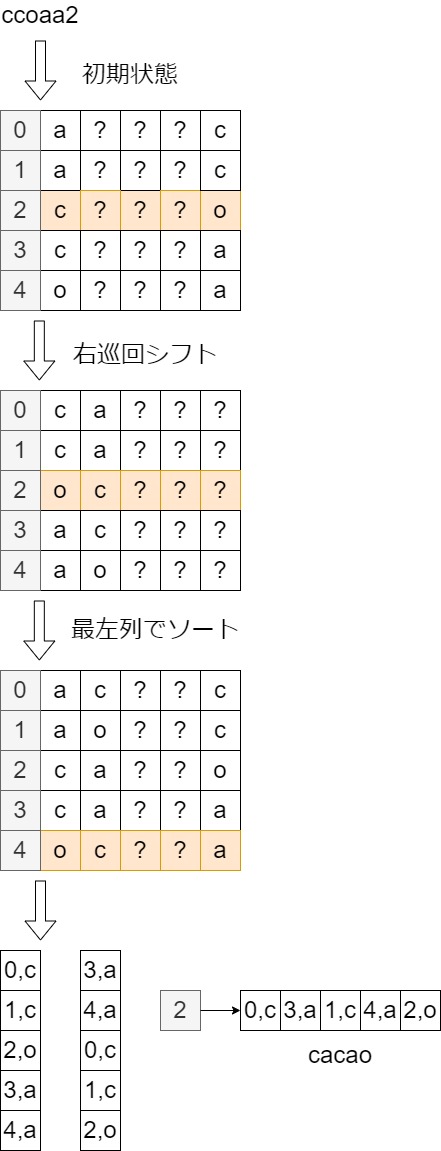 ccoaa2
初期状態
0 a ? ? ? c
1 a ? ? ? c
2 c ? ? ? o
3 c ? ? ? a
4 o ? ? ? a
右巡回シフト
0 c a ? ? ?
1 c a ? ? ?
2 o c ? ? ?
3 a c ? ? ?
4 a o ? ? ?
最左列でソート
0 a c ? ? c
1 a o ? ? c
2 c a ? ? o
3 c a ? ? a
4 o c ? ? a
0,c
1,c
2,o
3,a
4,a
3,a
4,a
0,c
1,c
2,o
2 0,c 3,a 1,c 4,a 2,o
cacao